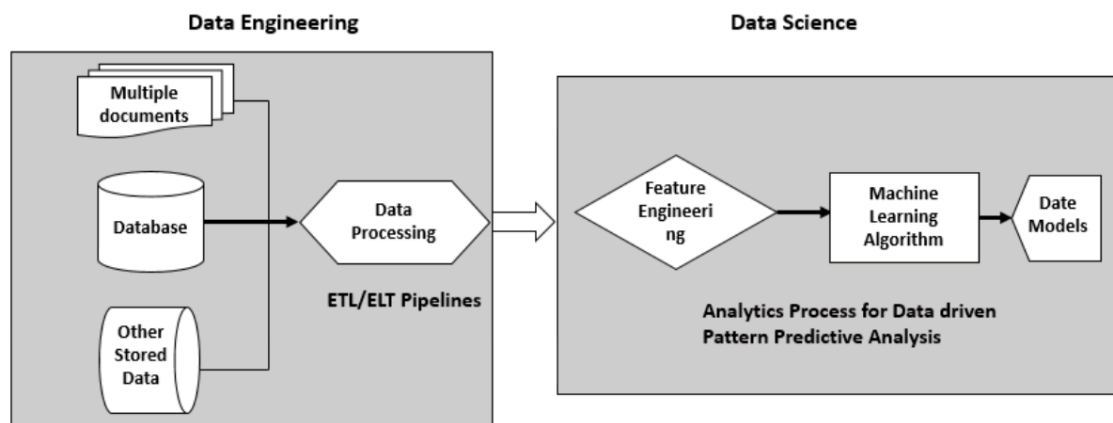 Data Engineering
Data Science
Multiple
documents
Database
Other
Stored
Data
Data
Processing
ETL/ELT Pipelines
Feature
Engineeri
ng
Machine
Learning
Algorithm
Date
Models
Analytics Process for Data driven
Pattern Predictive Analysis